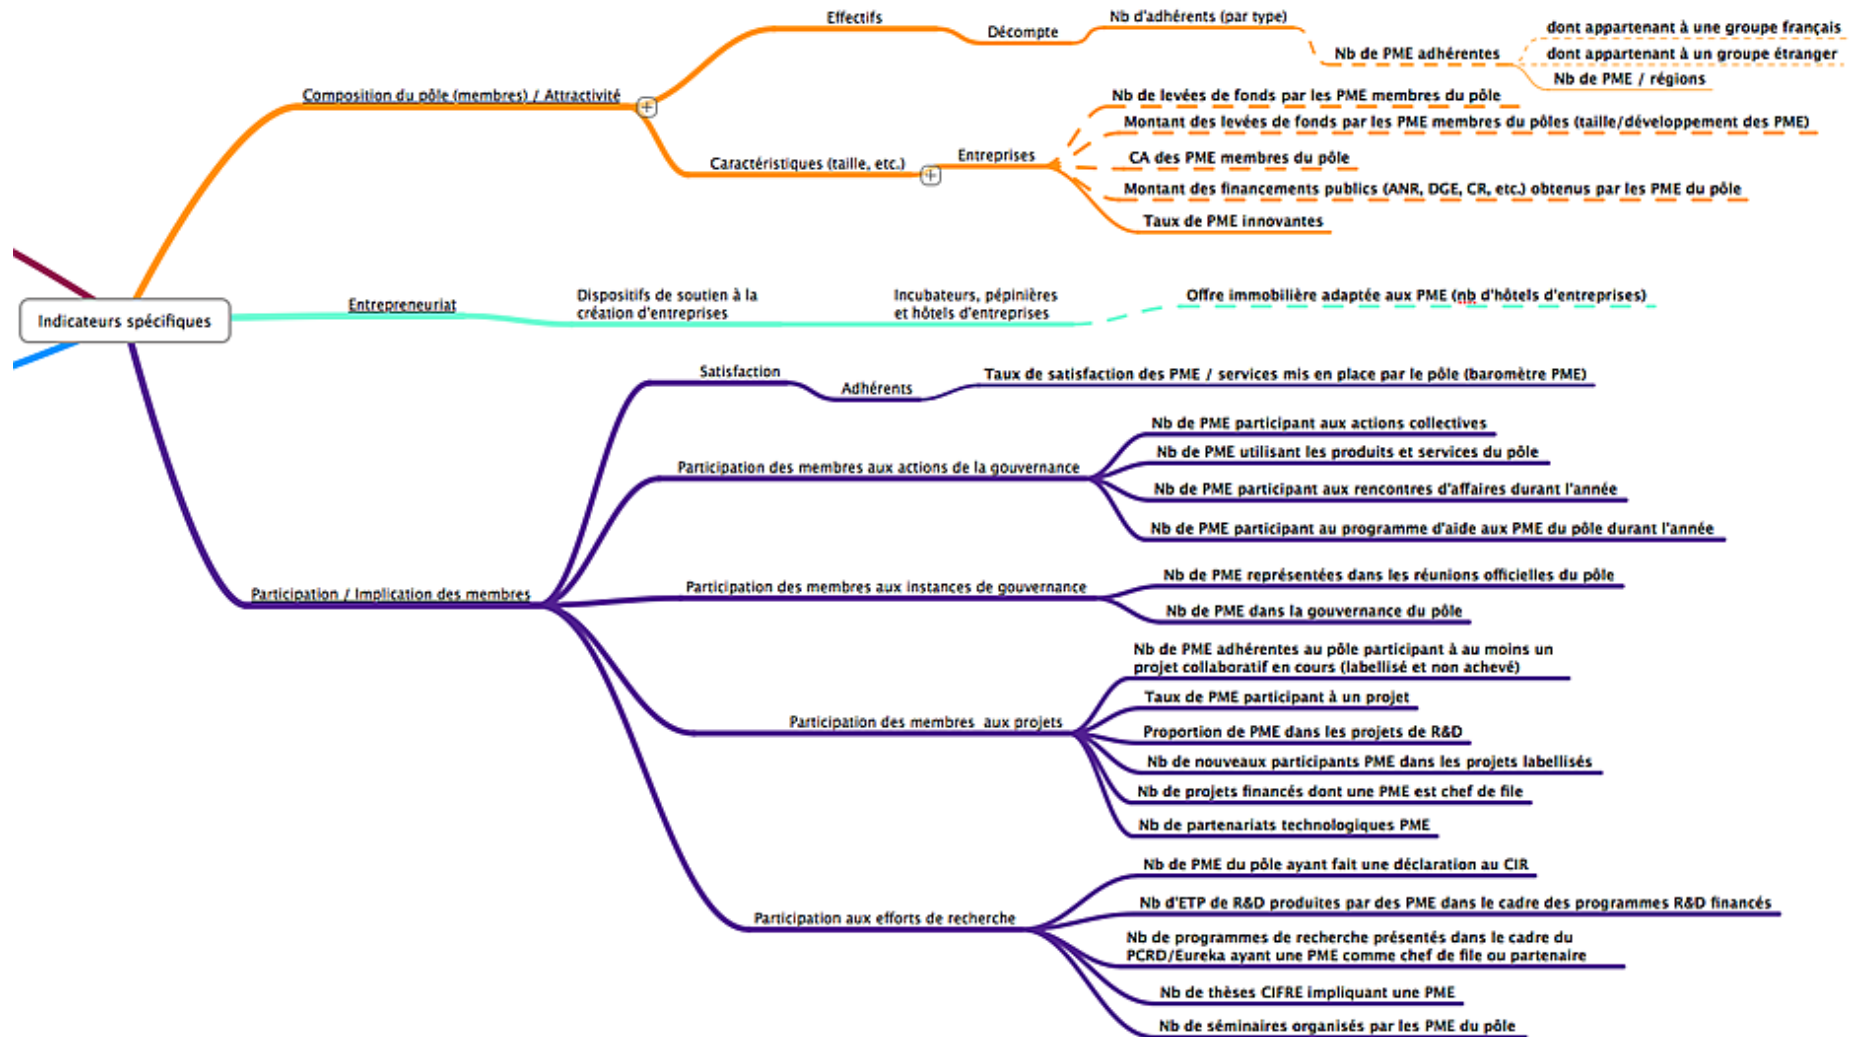 Indicateurs spécifiques
Composition du pôle (membres) / Attractivité
Effectifs
Décompte
Nb d'adhérents (par type)
Nb de PME adhérentes
dont appartenant à une groupe français
dont appartenant à un groupe étranger
Nb de PME / régions
Caractéristiques (taille, etc.)
Entreprises
Nb de levées de fonds par les PME membres du pôle
Montant des levées de fonds par les PME membres du pôles (taille/développement des PME)
CA des PME membres du pôle
Montant des financements publics (ANR, DGE, CR, etc.) obtenus par les PME du pôle
Taux de PME innovantes
Entrepreneuriat
Dispositifs de soutien à la
création d'entreprises
Incubateurs, pépinières
et hôtels d'entreprises
Offre immobilière adaptée aux PME (nb d'hôtels d'entreprises)
Participation / Implication des membres
Satisfaction
Adhérents
Taux de satisfaction des PME / services mis en place par le pôle (baromètre PME)
Participation des membres aux actions de la gouvernance
Nb de PME participant aux actions collectives
Nb de PME utilisant les produits et services du pôle
Nb de PME participant aux rencontres d'affaires durant l'année
Nb de PME participant au programme d'aide aux PME du pôle durant l'année
Participation des membres aux instances de gouvernance
Nb de PME représentées dans les réunions officielles du pôle
Nb de PME dans la gouvernance du pôle
Participation des membres aux projets
Nb de PME adhérentes au pôle participant à au moins un
projet collaboratif en cours (labellisé et non achevé)
Taux de PME participant à un projet
Proportion de PME dans les projets de R&D
Nb de nouveaux participants PME dans les projets labellisés
Nb de projets financés dont une PME est chef de file
Nb de partenariats technologiques PME
Participation aux efforts de recherche
Nb de PME du pôle ayant fait une déclaration au CIR
Nb d'ETP de R&D produites par des PME dans le cadre des programmes R&D financés
Nb de programmes de recherche présentés dans le cadre du
PCRD/Eureka ayant une PME comme chef de file ou partenaire
Nb de thèses CIFRE impliquant une PME
Nb de séminaires organisés par les PME du pôle